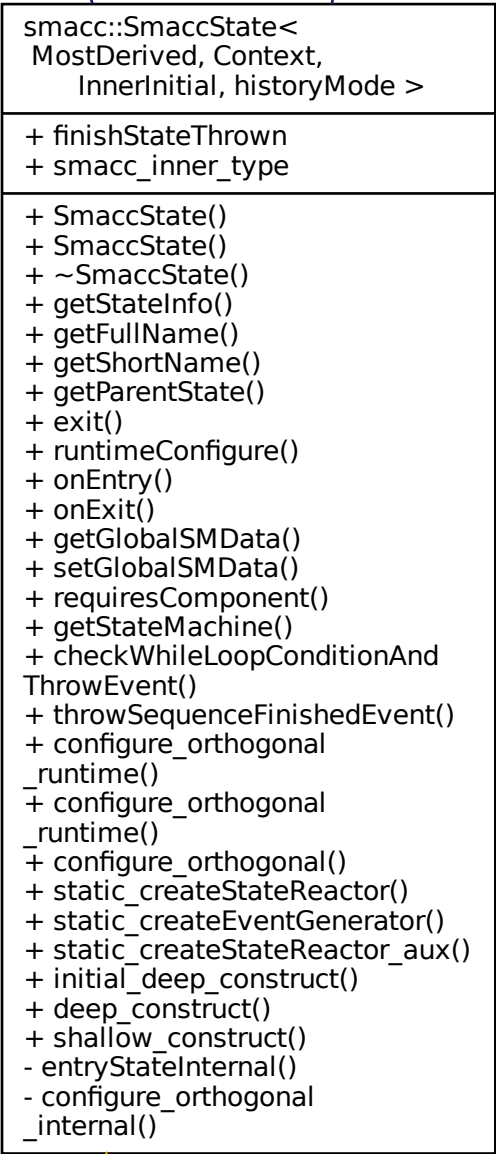 smacc::SmaccState<
MostDerived, Context,
InnerInitial, historyMode >
+ finishStateThrown
+ smacc_inner_type
+ SmaccState()
+ SmaccState()
+ ~SmaccState()
+ getStateInfo()
+ getFullName()
+ getShortName()
+ getParentState()
+ exit()
+ runtimeConfigure()
+ onEntry()
+ onExit()
+ getGlobalSMData()
+ setGlobalSMData()
+ requiresComponent()
+ getStateMachine()
+ checkWhileLoopConditionAnd
ThrowEvent()
+ throwSequenceFinishedEvent()
+ configure_orthogonal
_runtime()
+ configure_orthogonal
_runtime()
+ configure_orthogonal()
+ static_createStateReactor()
+ static_createEventGenerator()
+ static_createStateReactor_aux()
+ initial_deep_construct()
+ deep_construct()
+ shallow_construct()
- entryStateInternal()
- configure_orthogonal
_internal()